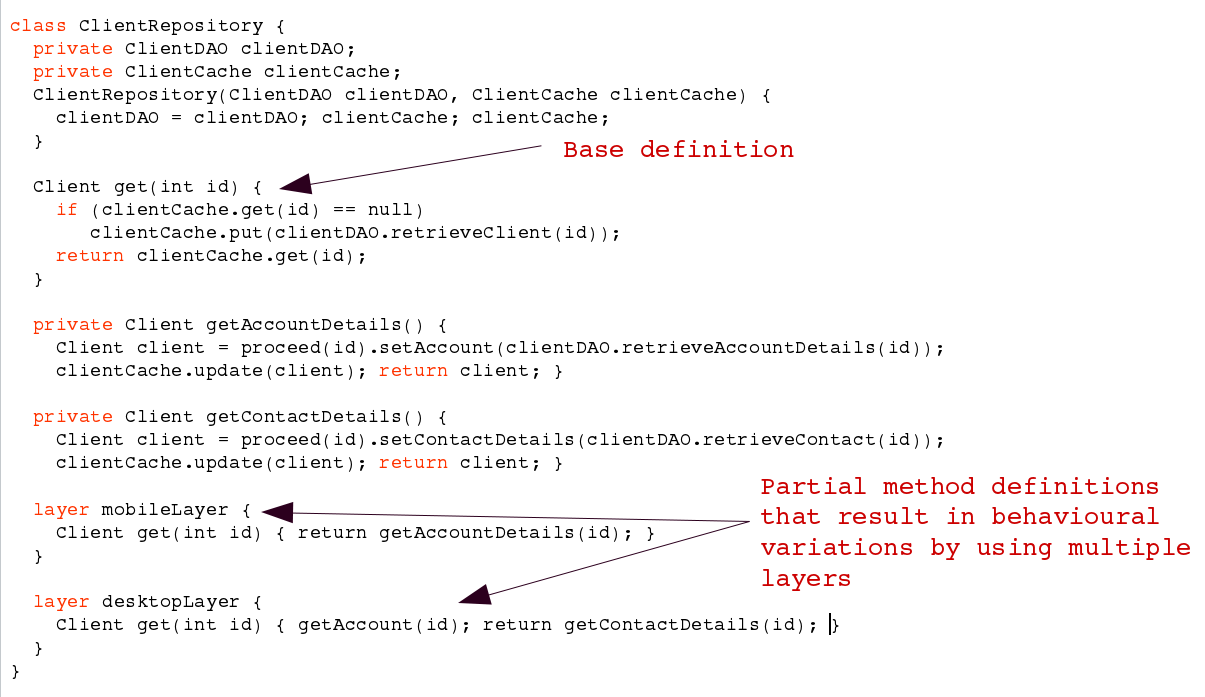 class ClientRepository {
  private ClientDAO clientDAO;
  private ClientCache clientCache;
  ClientRepository(ClientDAO clientDAO, ClientCache clientCache) {
    clientDAO = clientDAO; clientCache; clientCache;
  }
Base definition
  Client get(int id) {
    if (clientCache.get(id) == null)
       clientCache.put(clientDAO.retrieveClient(id));
    return clientCache.get(id);
  }
  private Client getAccountDetails() {
    Client client = proceed(id).setAccount(clientDAO.retrieveAccountDetails(id));
    clientCache.update(client); return client; }
  private Client getContactDetails() {
    Client client = proceed(id).setContactDetails(clientDAO.retrieveContact(id));
    clientCache.update(client); return client; }
  layer mobileLayer {
    Client get(int id) { return getAccountDetails(id); }
  }
  layer desktopLayer {
    Client get(int id) { getAccount(id); return getContactDetails(id); }
  }
}
Partial method definitions
that result in behavioural
variations by using multiple
layers